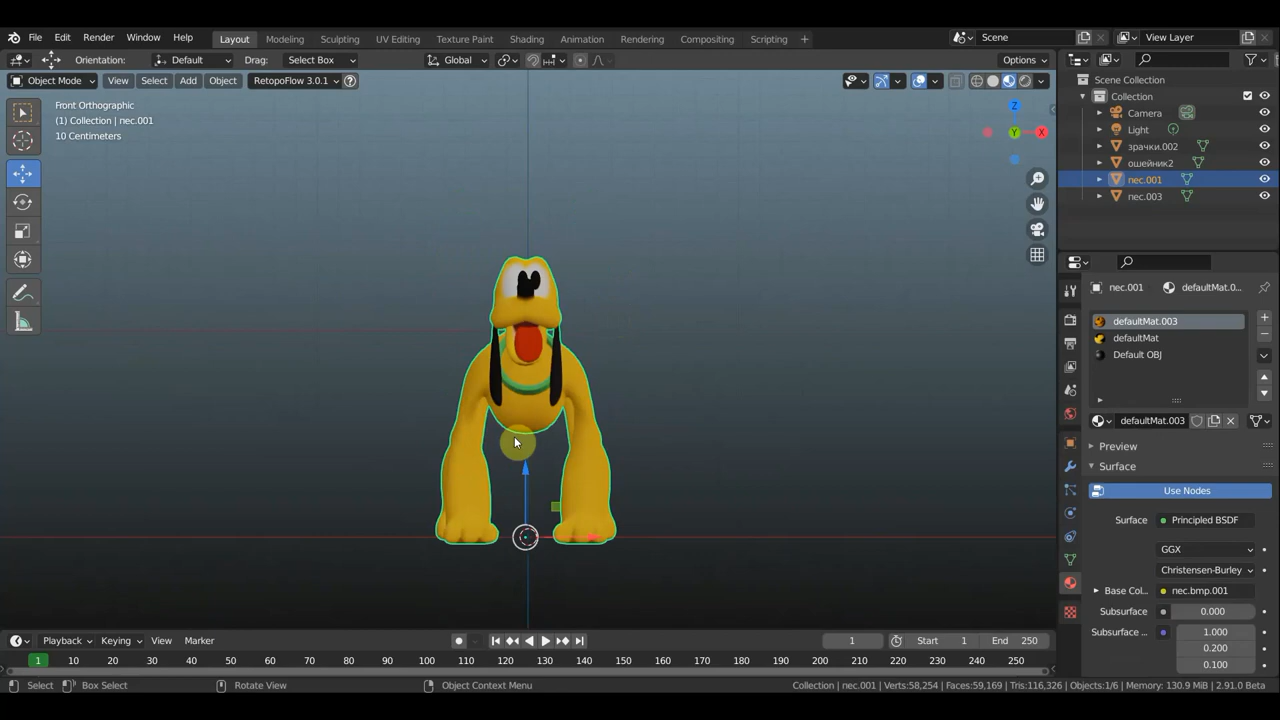 File Edit Render Window Help Layout Modeling Sculpting UV Editing Texture Paint Shading Animation Rendering Compositing Scripting + Scene View Layer
Orientation: Default Drag: Select Box Global Options
Object Mode View Select Add Object RetopoFlow 3.0.1 ?
Front Orthographic
(1) Collection | nec.001
10 Centimeters
Z
Y
X
Scene Collection
Collection
Camera
Light
зрачки.002
ошейник2
nec.001
nec.003
nec.001 defaultMat.0...
defaultMat.003
defaultMat
Default OBJ
defaultMat.003
Preview
Surface
Use Nodes
Surface Principled BSDF
GGX
Christensen-Burley
Base Col... nec.bmp.001
Subsurface 0.000
Subsurface ... 1.000
0.200
0.100
Playback Keying View Marker 1 Start 1 End 250
1 10 20 30 40 50 60 70 80 90 100 110 120 130 140 150 160 170 180 190 200 210 220 230 240 250
Select Box Select Rotate View Object Context Menu Collection | nec.001 | Verts:58,254 | Faces:59,169 | Tris:116,326 | Objects:1/6 | Memory: 130.9 MiB | 2.91.0 Beta